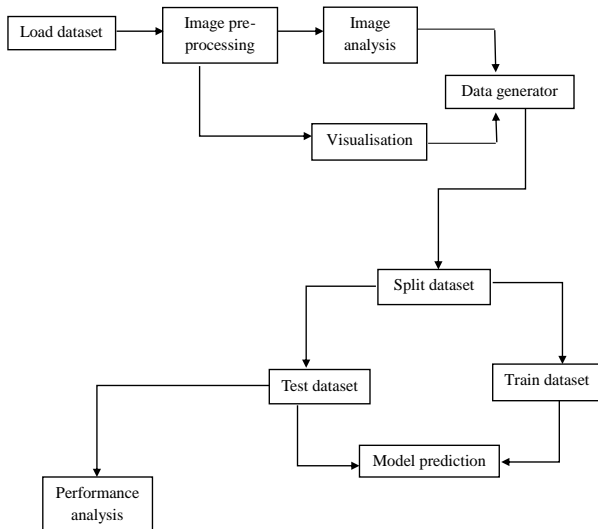 Load dataset
Image pre-
processing
Image
analysis
Data generator
Visualisation
Split dataset
Test dataset
Train dataset
Model prediction
Performance
analysis